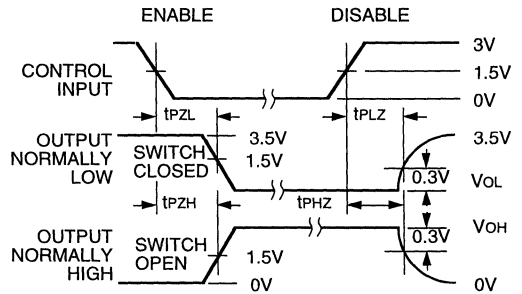 ENABLE DISABLE
3V
CONTROL
INPUT
1.5V
0V
tPZL tPLZ
OUTPUT
NORMALLY
LOW
SWITCH
CLOSED
3.5V
1.5V
3.5V
0.3V
VOL
tPZH tPHZ
OUTPUT
NORMALLY
HIGH
SWITCH
OPEN
VOH
0.3V
1.5V
0V
0V